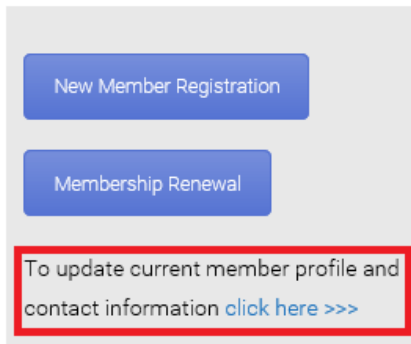 New Member Registration
Membership Renewal
To update current member profile and
contact information click here >>>